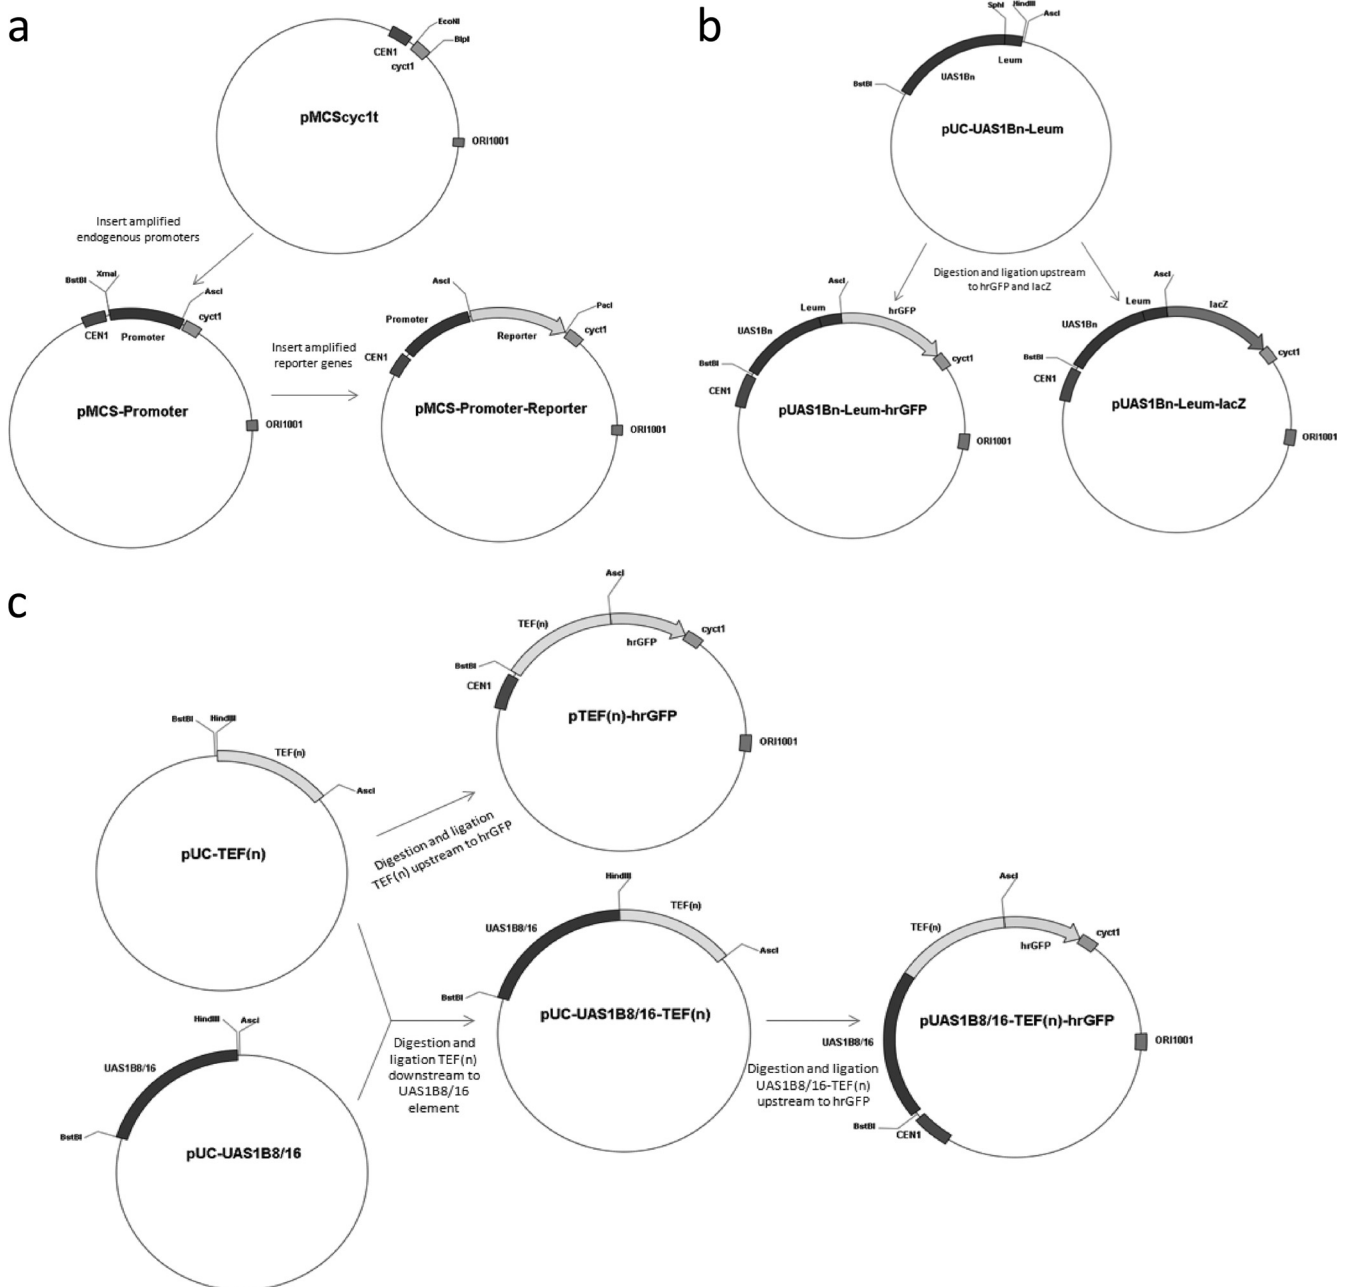 a
EcoNI
BlpI
CEN1
cyct1
pMCScyc1t
ORI1001
Insert amplified
endogenous promoters
BstBI
XmaI
AscI
cyct1
CEN1
Promoter
pMCS-Promoter
ORI1001
Insert amplified
reporter genes
AscI
PacI
Promoter
Reporter
cyct1
CEN1
pMCS-Promoter-Reporter
ORI1001
b
SphI
HindIII
AscI
Leum
UAS1Bn
BstBI
pUC-UAS1Bn-Leum
Digestion and ligation upstream
to hrGFP and lacZ
AscI
Leum
hrGFP
UAS1Bn
BstBI
cyct1
CEN1
pUAS1Bn-Leum-hrGFP
ORI1001
AscI
Leum
lacZ
UAS1Bn
BstBI
cyct1
CEN1
pUAS1Bn-Leum-lacZ
ORI1001
c
AscI
TEF(n)
hrGFP
cyct1
BstBI
CEN1
pTEF(n)-hrGFP
ORI1001
BstBI
HindIII
TEF(n)
AscI
pUC-TEF(n)
Digestion and ligation
TEF(n) upstream to hrGFP
HindIII
AscI
UAS1B8/16
BstBI
pUC-UAS1B8/16
Digestion and
ligation TEF(n)
downstream to
UAS1B8/16
element
HindIII
TEF(n)
UAS1B8/16
AscI
BstBI
pUC-UAS1B8/16-TEF(n)
Digestion and ligation
UAS1B8/16-TEF(n)
upstream to hrGFP
AscI
TEF(n)
hrGFP
cyct1
pUAS1B8/16-TEF(n)-hrGFP
UAS1B8/16
ORI1001
BstBI
CEN1